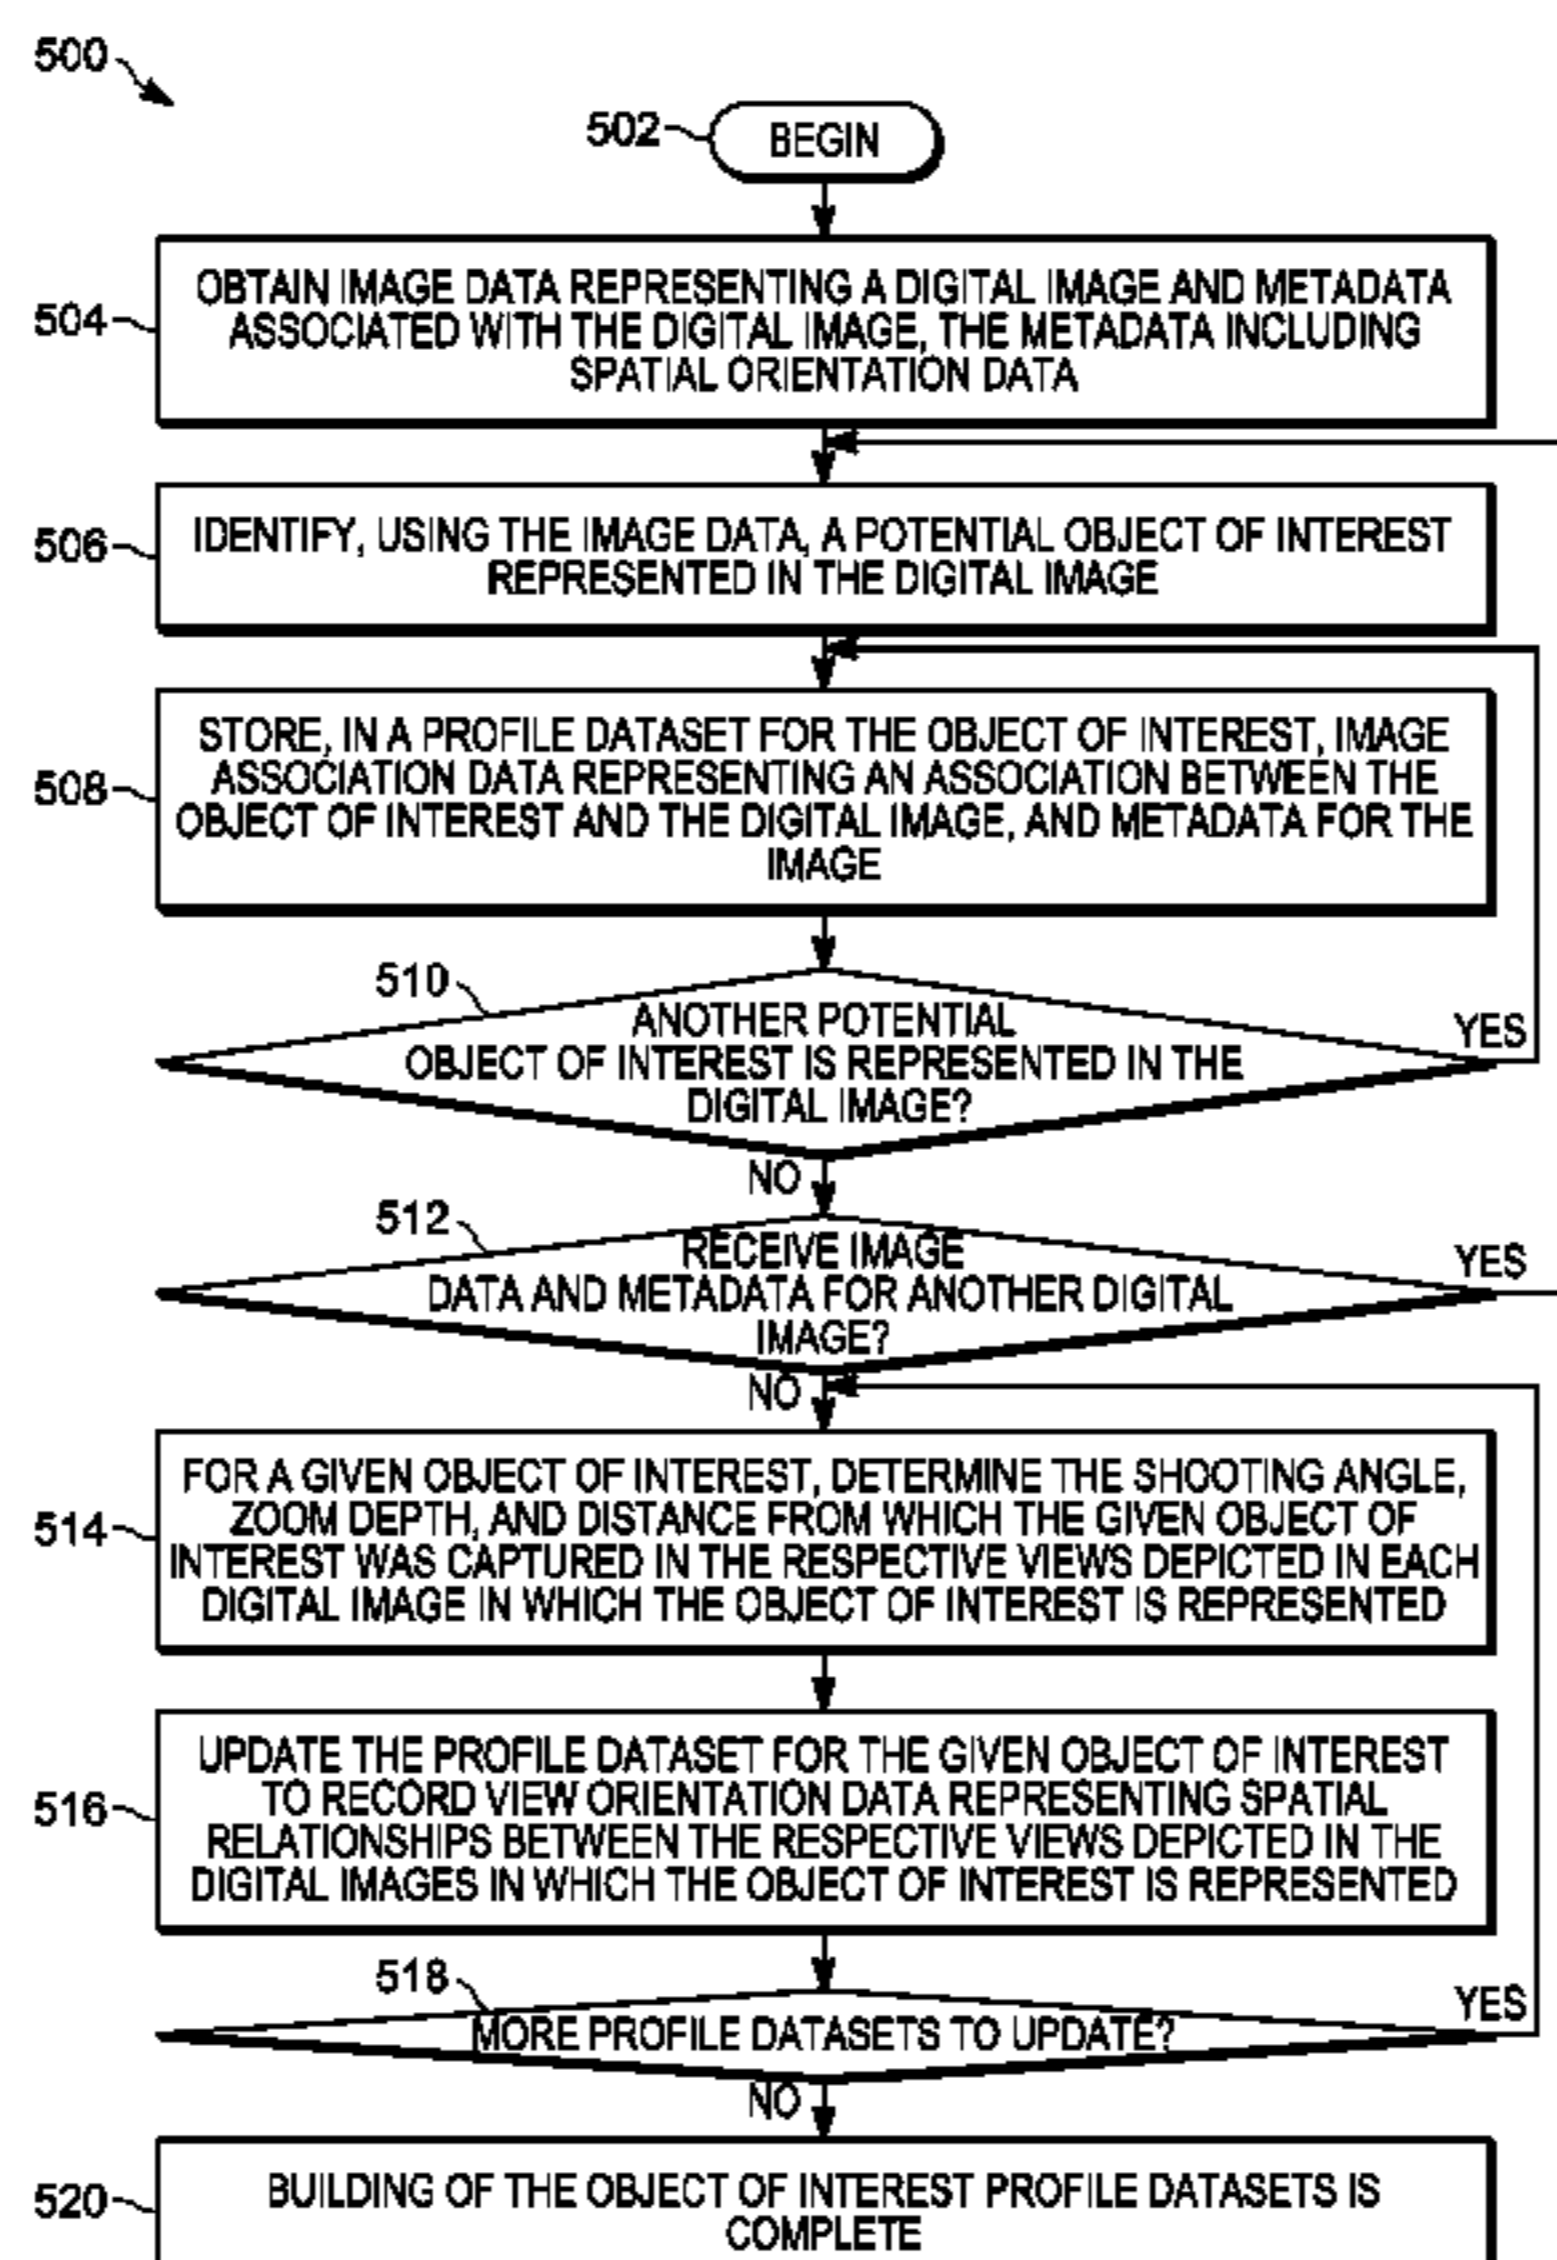 500
502
BEGIN
504
OBTAIN IMAGE DATA REPRESENTING A DIGITAL IMAGE AND METADATA
ASSOCIATED WITH THE DIGITAL IMAGE, THE METADATA INCLUDING
SPATIAL ORIENTATION DATA
506
IDENTIFY, USING THE IMAGE DATA, A POTENTIAL OBJECT OF INTEREST
REPRESENTED IN THE DIGITAL IMAGE
508
STORE, IN A PROFILE DATASET FOR THE OBJECT OF INTEREST, IMAGE
ASSOCIATION DATA REPRESENTING AN ASSOCIATION BETWEEN THE
OBJECT OF INTEREST AND THE DIGITAL IMAGE, AND METADATA FOR THE
IMAGE
510
ANOTHER POTENTIAL
OBJECT OF INTEREST IS REPRESENTED IN THE
DIGITAL IMAGE?
YES
NO
512
RECEIVE IMAGE
DATA AND METADATA FOR ANOTHER DIGITAL
IMAGE?
YES
NO
514
FOR A GIVEN OBJECT OF INTEREST, DETERMINE THE SHOOTING ANGLE,
ZOOM DEPTH, AND DISTANCE FROM WHICH THE GIVEN OBJECT OF
INTEREST WAS CAPTURED IN THE RESPECTIVE VIEWS DEPICTED IN EACH
DIGITAL IMAGE IN WHICH THE OBJECT OF INTEREST IS REPRESENTED
516
UPDATE THE PROFILE DATASET FOR THE GIVEN OBJECT OF INTEREST
TO RECORD VIEW ORIENTATION DATA REPRESENTING SPATIAL
RELATIONSHIPS BETWEEN THE RESPECTIVE VIEWS DEPICTED IN THE
DIGITAL IMAGES IN WHICH THE OBJECT OF INTEREST IS REPRESENTED
518
MORE PROFILE DATASETS TO UPDATE?
YES
NO
520
BUILDING OF THE OBJECT OF INTEREST PROFILE DATASETS IS
COMPLETE